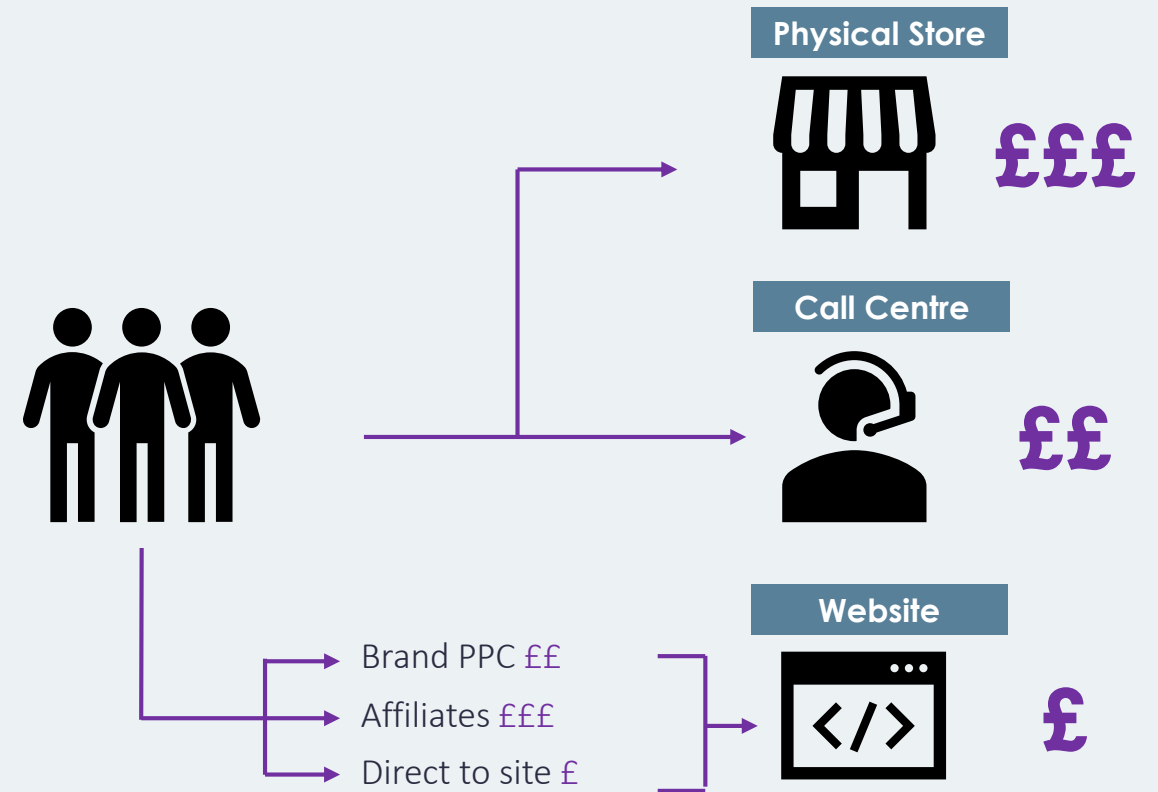 Physical Store
£££
Call Centre
££
Website
Brand PPC ££
Affiliates £££
Direct to site £
</>
£